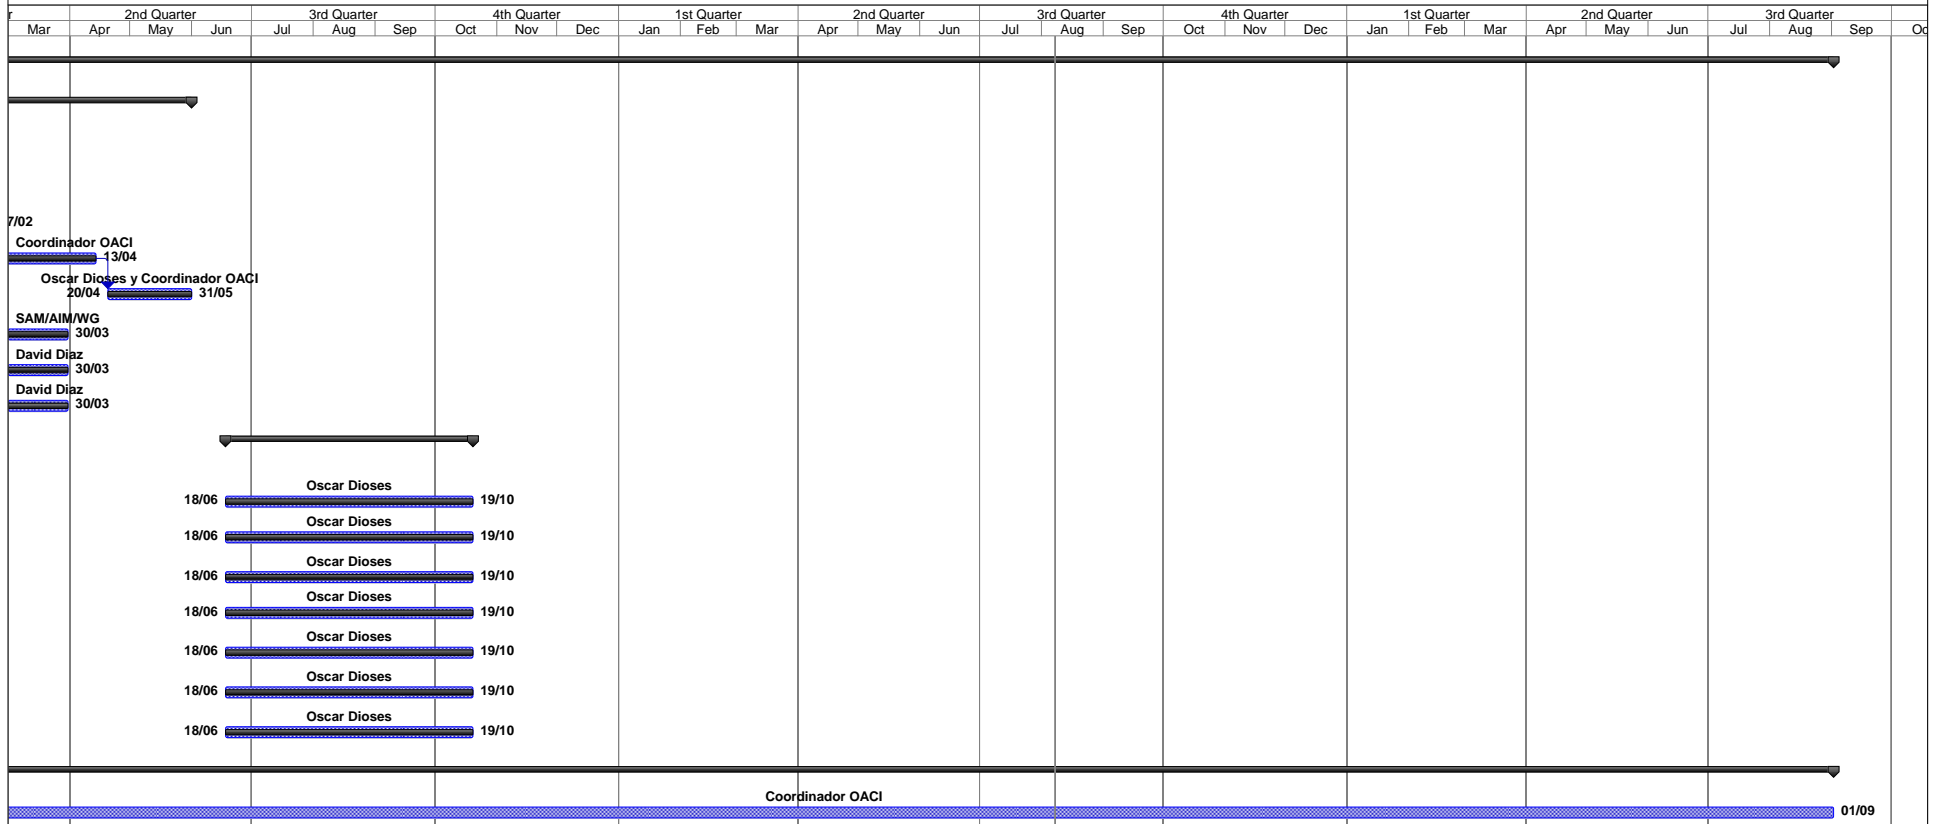 r 2nd Quarter 3rd Quarter 4th Quarter 1st Quarter 2nd Quarter 3rd Quarter 4th Quarter 1st Quarter 2nd Quarter 3rd Quarter
Mar Apr May Jun Jul Aug Sep Oct Nov Dec Jan Feb Mar Apr May Jun Jul Aug Sep Oct Nov Dec Jan Feb Mar Apr May Jun Jul Aug Sep Oc
7/02
Coordinador OACI
13/04
Oscar Dioses y Coordinador OACI
20/04 31/05
SAM/AIM/WG
30/03
David Diaz
30/03
David Diaz
30/03
Oscar Dioses
18/06 19/10
Oscar Dioses
18/06 19/10
Oscar Dioses
18/06 19/10
Oscar Dioses
18/06 19/10
Oscar Dioses
18/06 19/10
Oscar Dioses
18/06 19/10
Oscar Dioses
18/06 19/10
Coordinador OACI
01/09